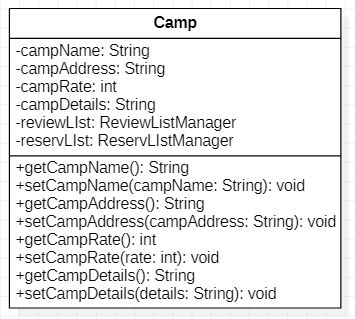 Camp
-campName: String
-campAddress: String
-campRate: int
-campDetails: String
-reviewLIst: ReviewListManager
-reservLIst: ReservLIstManager
+getCampName(): String
+setCampName(campName: String): void
+getCampAddress(): String
+setCampAddress(campAddress: String): void
+getCampRate(): int
+setCampRate(rate: int): void
+getCampDetails(): String
+setCampDetails(details: String): void